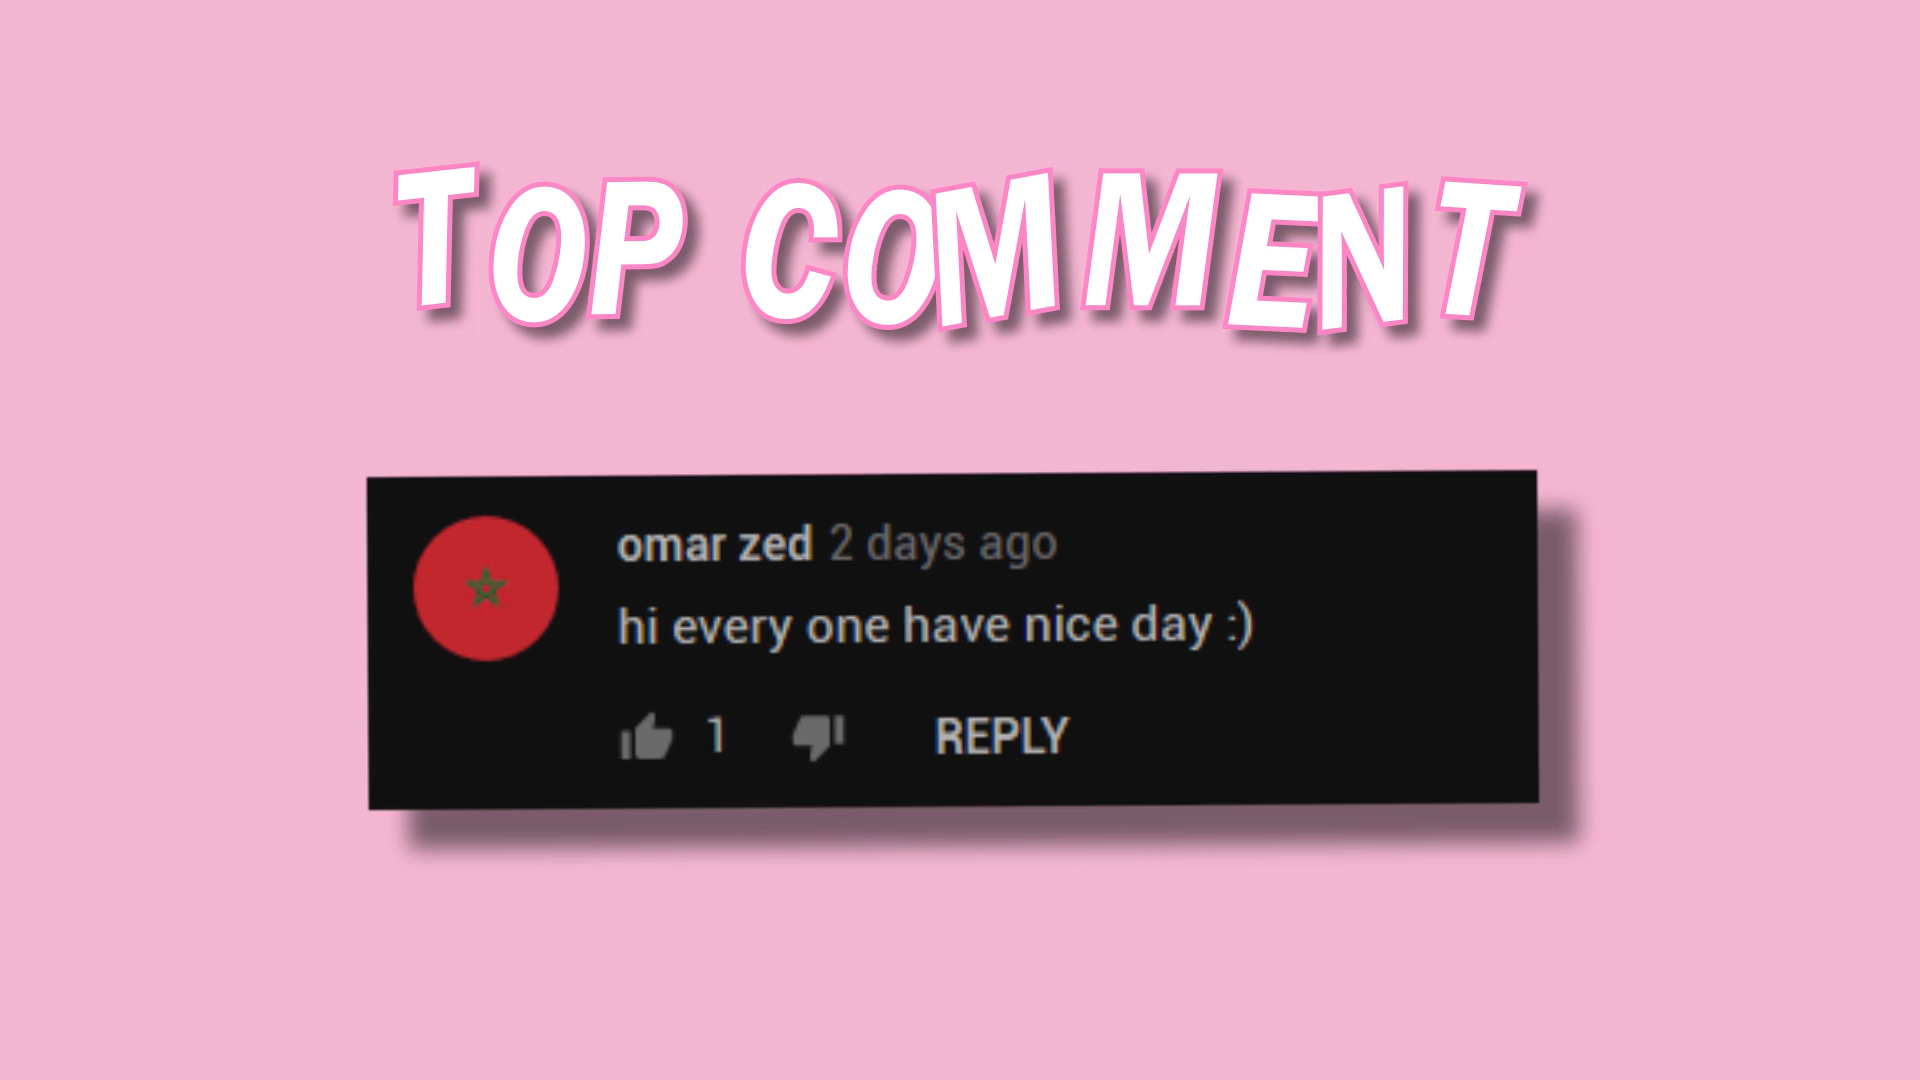 TOP COMMENT
omar zed 2 days ago
hi every one have nice day :)
1 REPLY